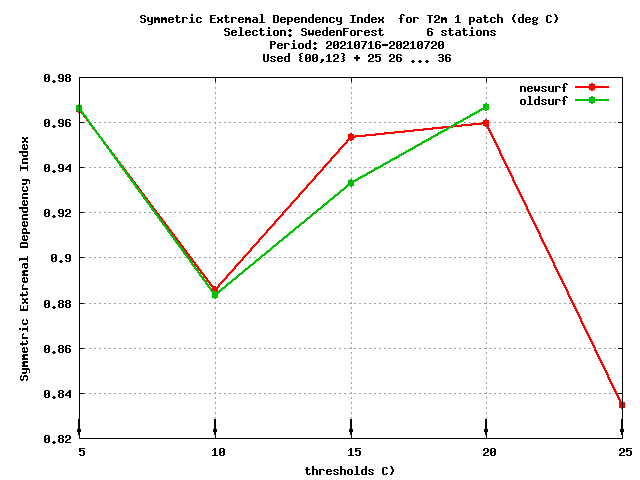 Symmetric Extremal Dependency Index  for T2m 1 patch (deg C)
Selection: SwedenForest      6 stations
Period: 20210716-20210720
Used {00,12} + 25 26 ... 36
newsurf
oldsurf
Symmetric Extremal Dependency Index
0.98
0.96
0.94
0.92
0.9
0.88
0.86
0.84
0.82
5 10 15 20 25
thresholds C)